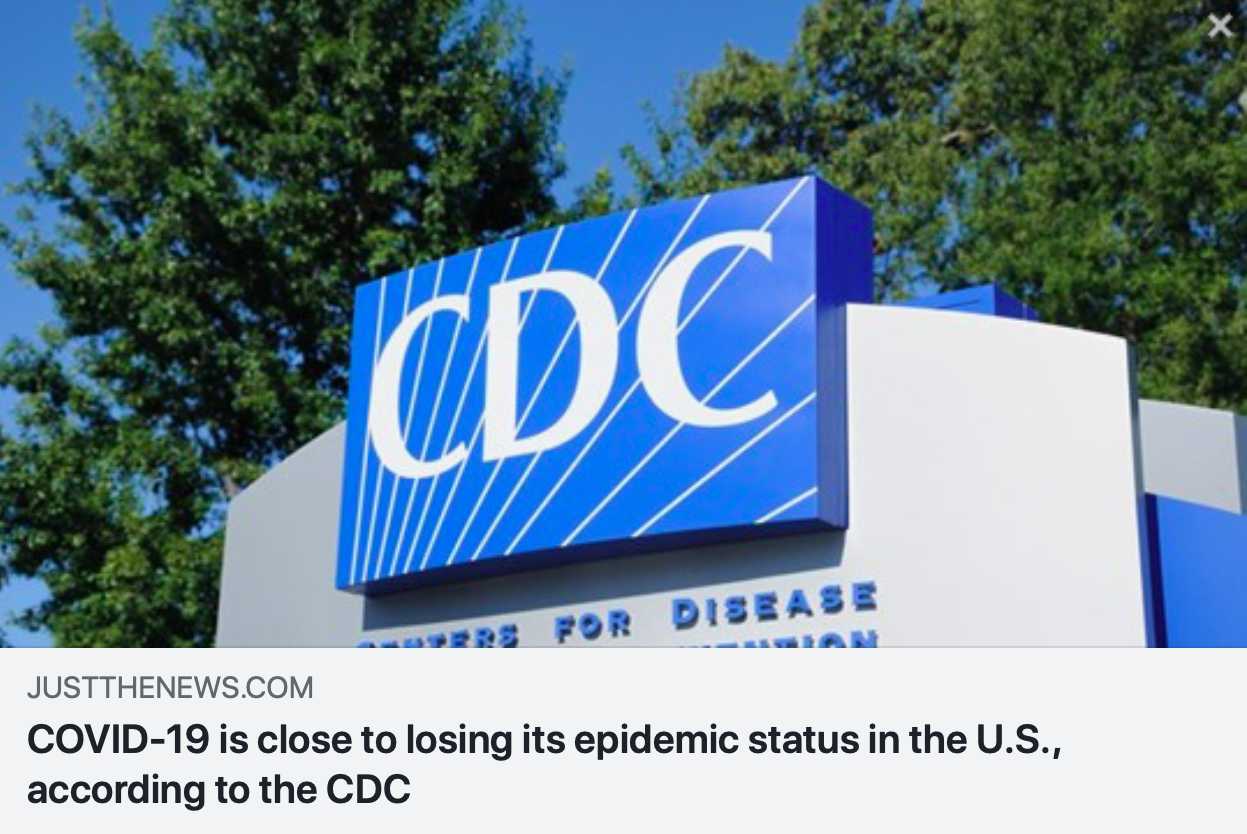 CDC
CENTERS FOR DISEASE
JUSTTHENEWS.COM
COVID-19 is close to losing its epidemic status in the U.S.,
according to the CDC